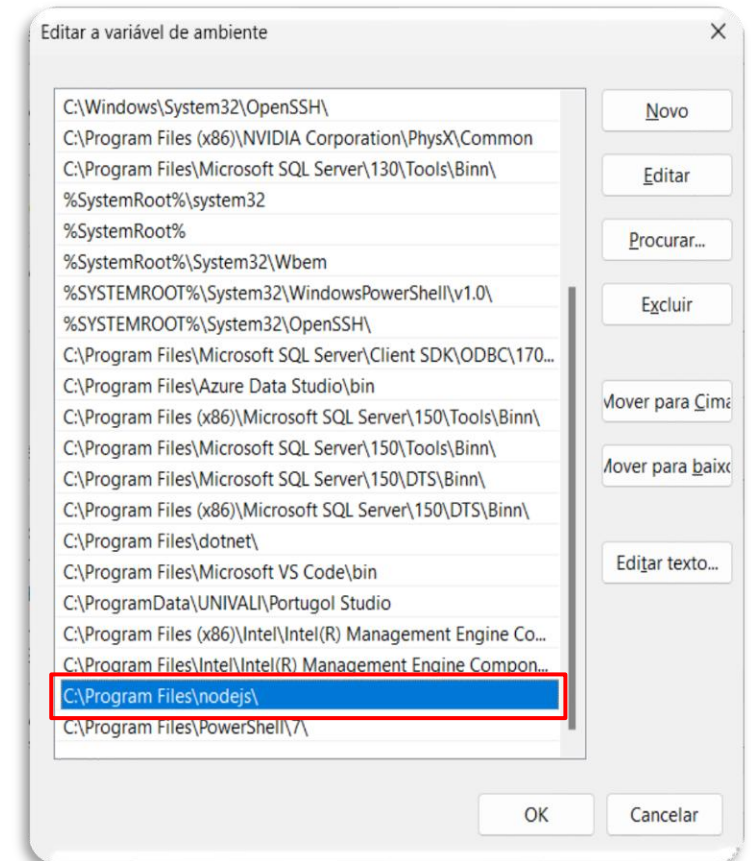 Editar a variável de ambiente
C:\Windows\System32\OpenSSH\
C:\Program Files (x86)\NVIDIA Corporation\PhysX\Common
C:\Program Files\Microsoft SQL Server\130\Tools\Binn\
%SystemRoot%\system32
%SystemRoot%
%SystemRoot%\System32\Wbem
%SYSTEMROOT%\System32\WindowsPowerShell\v1.0\
%SYSTEMROOT%\System32\OpenSSH\
C:\Program Files\Microsoft SQL Server\Client SDK\ODBC\170...
C:\Program Files\Azure Data Studio\bin
C:\Program Files (x86)\Microsoft SQL Server\150\Tools\Binn\
C:\Program Files\Microsoft SQL Server\150\Tools\Binn\
C:\Program Files\Microsoft SQL Server\150\DTS\Binn\
C:\Program Files (x86)\Microsoft SQL Server\150\DTS\Binn\
C:\Program Files\dotnet\
C:\Program Files\Microsoft VS Code\bin
C:\ProgramData\UNIVALI\Portugol Studio
C:\Program Files (x86)\Intel\Intel(R) Management Engine Co...
C:\Program Files\Intel\Intel(R) Management Engine Compon...
C:\Program Files\nodejs\
C:\Program Files\PowerShell\7\
Novo
Editar
Procurar...
Excluir
Mover para Cima
Mover para baixo
Editar texto...
OK
Cancelar